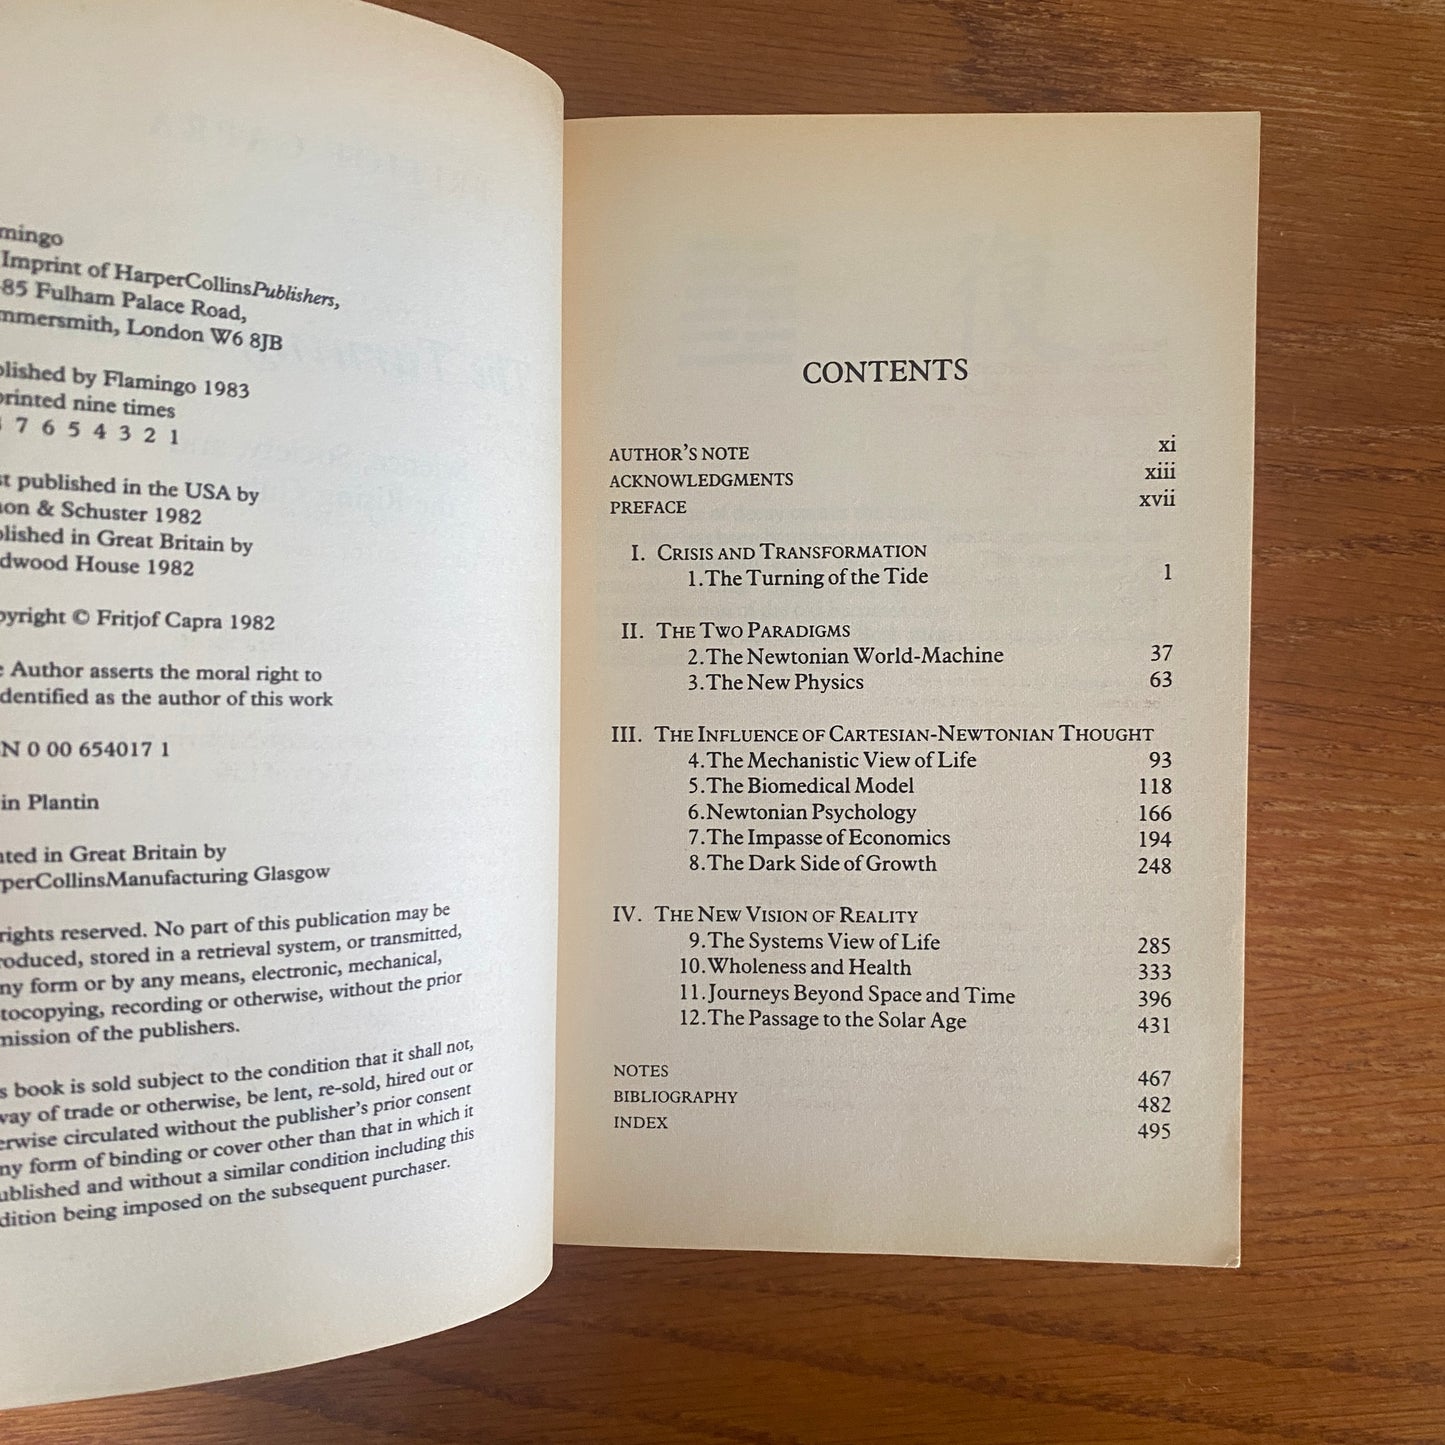 mingo
Imprint of HarperCollinsPublishers,
85 Fulham Palace Road,
mmersmith, London W6 8JB
lished by Flamingo 1983
printed nine times
7 6 5 4 3 2 1
st published in the USA by
on & Schuster 1982
lished in Great Britain by
dwood House 1982
pyright © Fritjof Capra 1982
e Author asserts the moral right to
dentified as the author of this work
N 0 00 654017 1
in Plantin
nted in Great Britain by
rperCollinsManufacturing Glasgow
rights reserved. No part of this publication may be
roduced, stored in a retrieval system, or transmitted,
ny form or by any means, electronic, mechanical,
tocopying, recording or otherwise, without the prior
mission of the publishers.
s book is sold subject to the condition that it shall not,
way of trade or otherwise, be lent, re-sold, hired out or
erwise circulated without the publisher's prior consent
ny form of binding or cover other than that in which it
ublished and without a similar condition including this
dition being imposed on the subsequent purchaser.
CONTENTS
AUTHOR'S NOTE xi
ACKNOWLEDGMENTS xiii
PREFACE xvii
I. CRISIS AND TRANSFORMATION
1. The Turning of the Tide 1
II. THE TWO PARADIGMS
2. The Newtonian World-Machine 37
3. The New Physics 63
III. THE INFLUENCE OF CARTESIAN-NEWTONIAN THOUGHT
4. The Mechanistic View of Life 93
5. The Biomedical Model 118
6. Newtonian Psychology 166
7. The Impasse of Economics 194
8. The Dark Side of Growth 248
IV. THE NEW VISION OF REALITY
9. The Systems View of Life 285
10. Wholeness and Health 333
11. Journeys Beyond Space and Time 396
12. The Passage to the Solar Age 431
NOTES 467
BIBLIOGRAPHY 482
INDEX 495